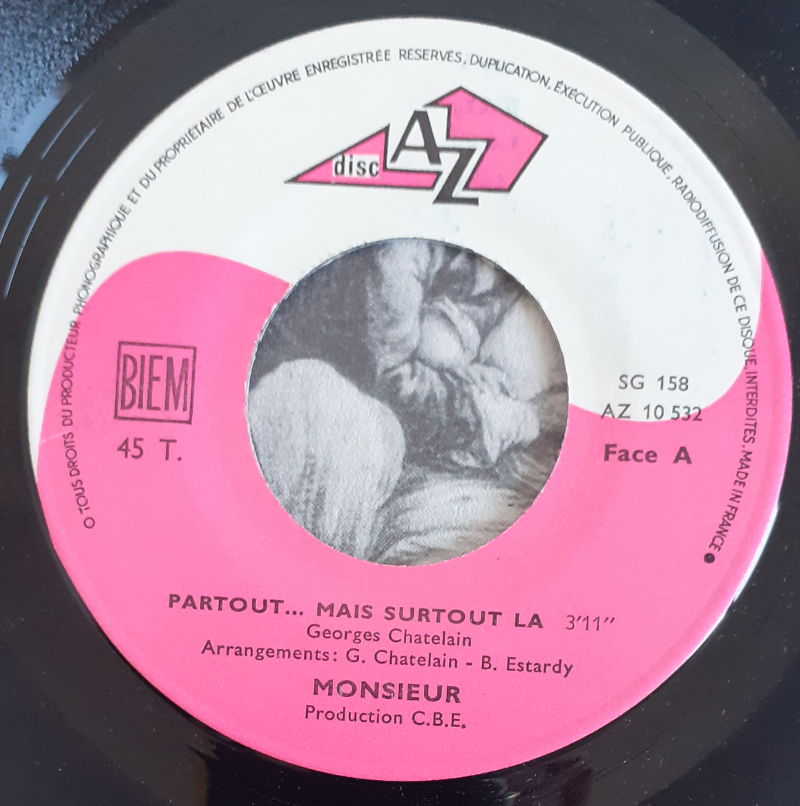 O TOUS DROITS DU PRODUCTEUR PHONOGRAPHIQUE ET DU PROPRIÉTAIRE DE L'ŒUVRE ENREGISTRÉE RESERVÉS, DUPLICATION, ÉXÉCUTION PUBLIQUE, RADIODIFFUSION DE CE DISQUE, INTERDITES. MADE IN FRANCE ●
disc AZ
BIEM
45 T.
SG 158
AZ 10 532
Face A
PARTOUT... MAIS SURTOUT LA 3'11"
Georges Chatelain
Arrangements: G. Chatelain - B. Estardy
MONSIEUR
Production C.B.E.